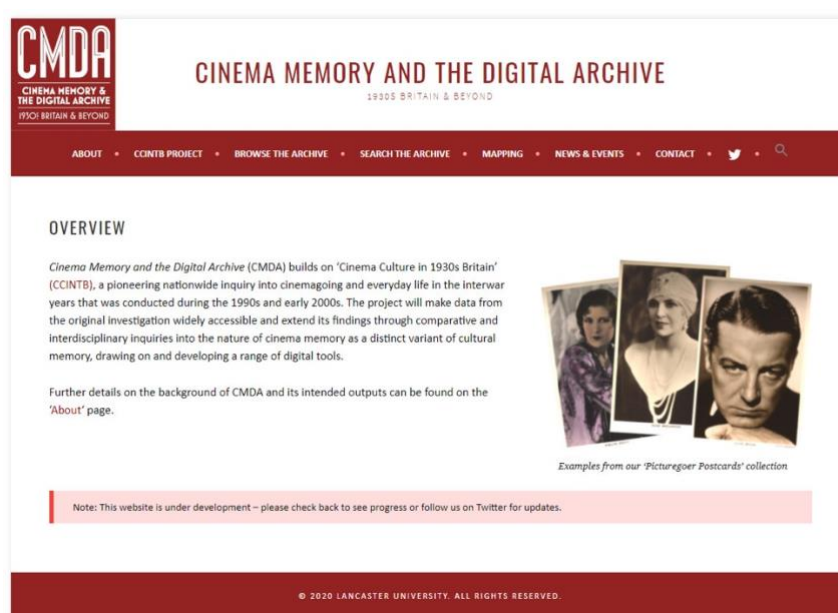 CMDA
CINEMA MEMORY &
THE DIGITAL ARCHIVE
1930s BRITAIN & BEYOND
CINEMA MEMORY AND THE DIGITAL ARCHIVE
1930S BRITAIN & BEYOND
ABOUT • CCINTB PROJECT • BROWSE THE ARCHIVE • SEARCH THE ARCHIVE • MAPPING • NEWS & EVENTS • CONTACT
OVERVIEW
Cinema Memory and the Digital Archive (CMDA) builds on 'Cinema Culture in 1930s Britain'
(CCINTB), a pioneering nationwide inquiry into cinemagoing and everyday life in the interwar
years that was conducted during the 1990s and early 2000s. The project will make data from
the original investigation widely accessible and extend its findings through comparative and
interdisciplinary inquiries into the nature of cinema memory as a distinct variant of cultural
memory, drawing on and developing a range of digital tools.
Further details on the background of CMDA and its intended outputs can be found on the
'About' page.
Examples from our 'Picturegoer Postcards' collection
Note: This website is under development – please check back to see progress or follow us on Twitter for updates.
© 2020 LANCASTER UNIVERSITY. ALL RIGHTS RESERVED.